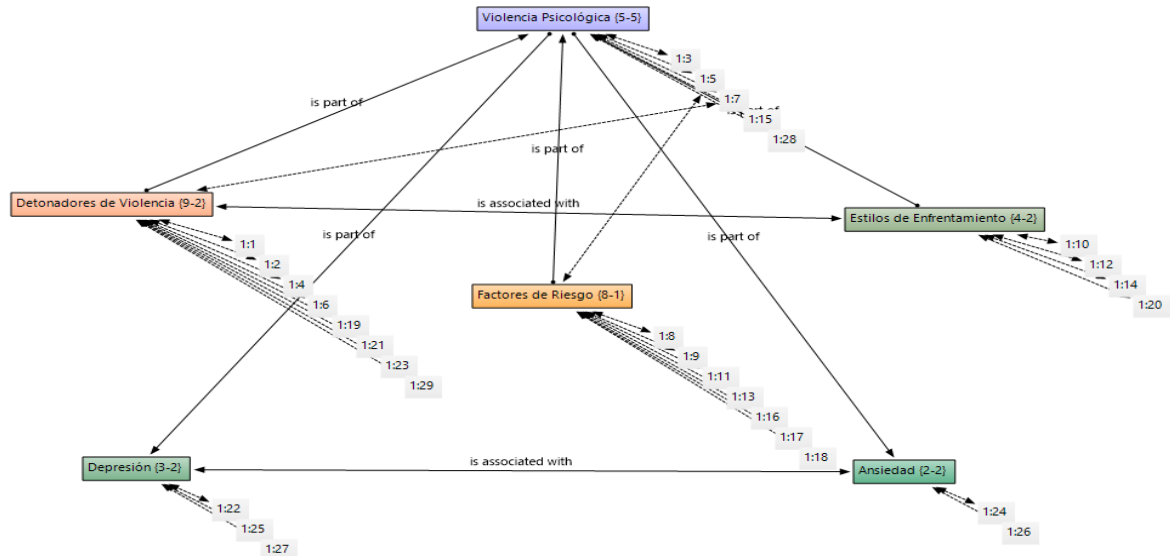 Violencia Psicológica {5-5}
1:3
1:5
1:7
1:15
1:28
is part of
is part of
Detonadores de Violencia {9-2}
is associated with
Estilos de Enfrentamiento {4-2}
is part of
is part of
1:1
1:2
1:4
1:6
1:19
1:21
1:23
1:29
1:10
1:12
1:14
1:20
Factores de Riesgo {8-1}
1:8
1:9
1:11
1:13
1:16
1:17
1:18
Depresión {3-2}
is associated with
Ansiedad {2-2}
1:22
1:25
1:27
1:24
1:26